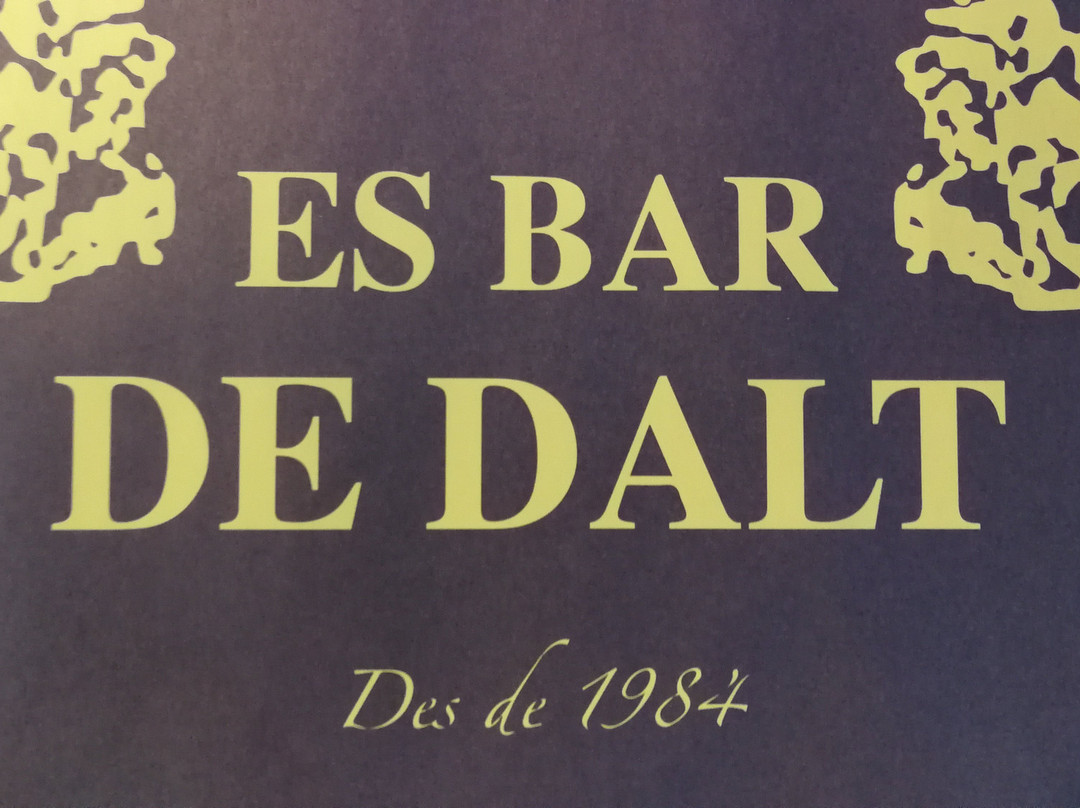 ES BAR
DE DALT
Des de 1984